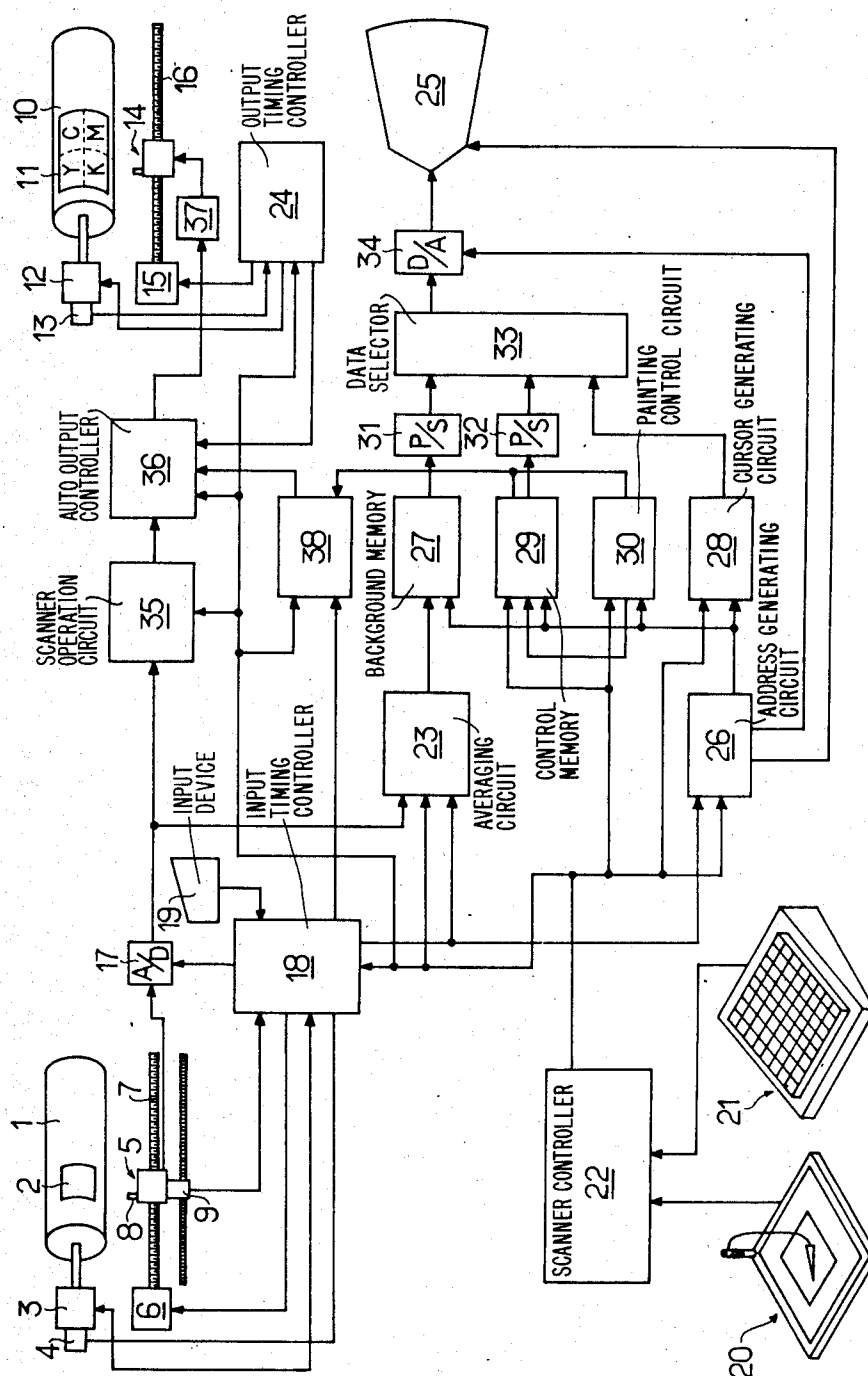 1
2
3
4
5
6
7
8
9
10
11
Y C
K M
12
13
14
15
16
37
OUTPUT TIMING
CONTROLLER
24
17
A/D
19
INPUT
DEVICE
INPUT
TIMING
CONTROLLER
18
SCANNER
OPERATION
CIRCUIT
35
AUTO OUTPUT
CONTROLLER
36
38
23
AVERAGING
CIRCUIT
BACKGROUND MEMORY
27
29
CONTROL
MEMORY
30
PAINTING
CONTROL CIRCUIT
28
CURSOR GENERATING
CIRCUIT
31
P/S
32
P/S
DATA
SELECTOR
33
34
D/A
25
26
ADDRESS GENERATING
CIRCUIT
SCANNER CONTROLLER
22
20
21